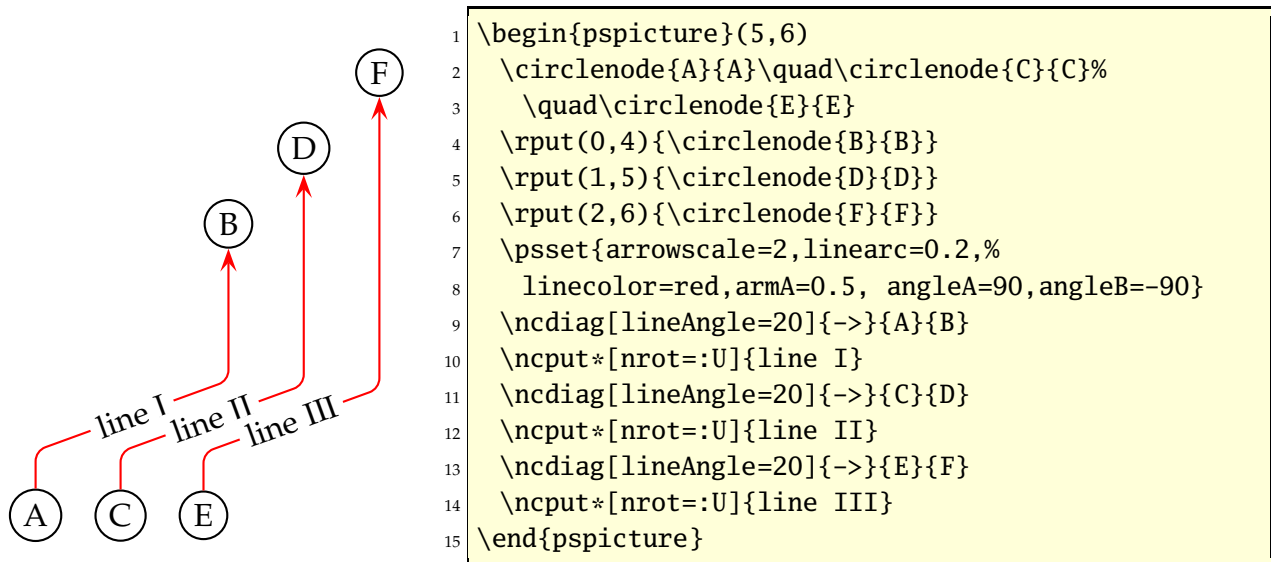 F
D
B
line I
line II
line III
A
C
E
1 \begin{pspicture}(5,6)
2 \circlenode{A}{A}\quad\circlenode{C}{C}%
3 \quad\circlenode{E}{E}
4 \rput(0,4){\circlenode{B}{B}}
5 \rput(1,5){\circlenode{D}{D}}
6 \rput(2,6){\circlenode{F}{F}}
7 \psset{arrowscale=2,linearc=0.2,%
8 linecolor=red,armA=0.5, angleA=90,angleB=-90}
9 \ncdiag[lineAngle=20]{->}{A}{B}
10 \ncput*[nrot=:U]{line I}
11 \ncdiag[lineAngle=20]{->}{C}{D}
12 \ncput*[nrot=:U]{line II}
13 \ncdiag[lineAngle=20]{->}{E}{F}
14 \ncput*[nrot=:U]{line III}
15 \end{pspicture}